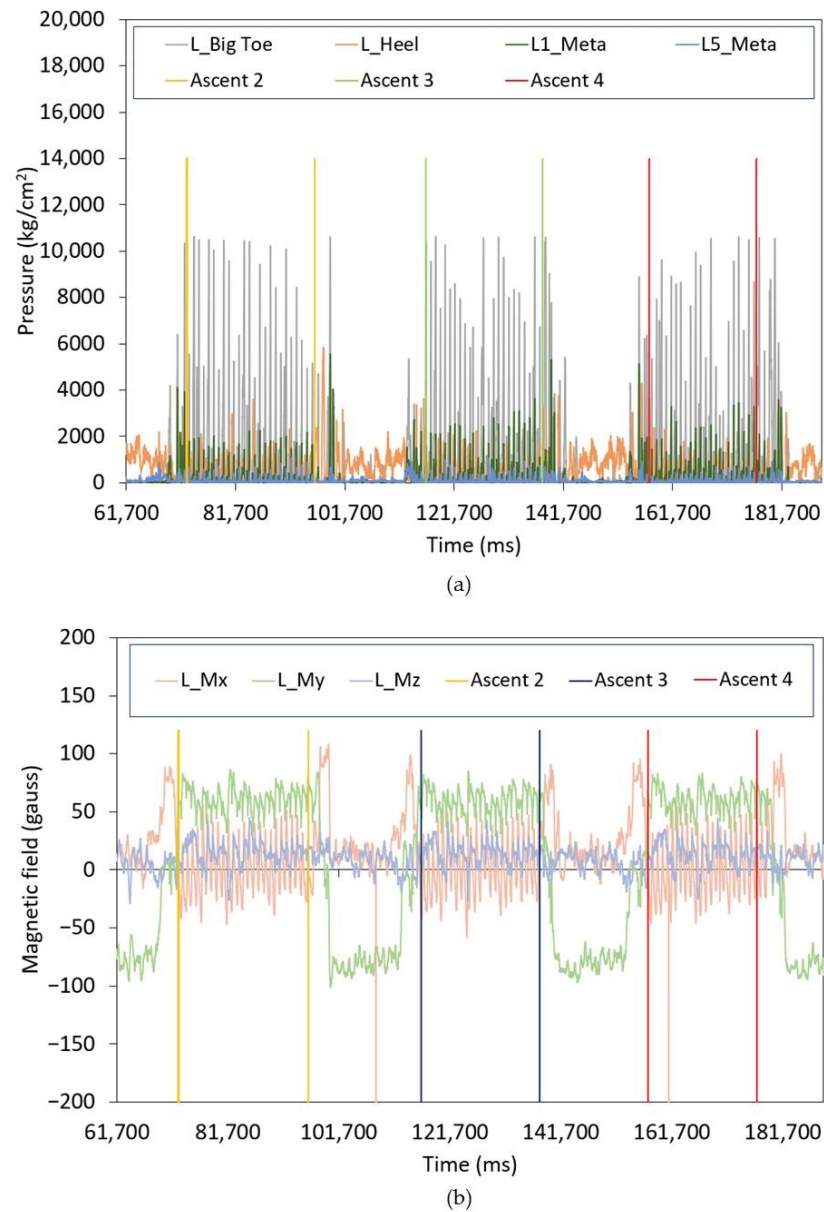 20,000
18,000
16,000
14,000
12,000
10,000
8000
6000
4000
2000
0
Pressure (kg/cm²)
L_Big Toe L_Heel L1_Meta L5_Meta
Ascent 2 Ascent 3 Ascent 4
61,700 81,700 101,700 121,700 141,700 161,700 181,700
Time (ms)
(a)
200
150
100
50
0
−50
−100
−150
−200
Magnetic field (gauss)
L_Mx L_My L_Mz Ascent 2 Ascent 3 Ascent 4
61,700 81,700 101,700 121,700 141,700 161,700 181,700
Time (ms)
(b)